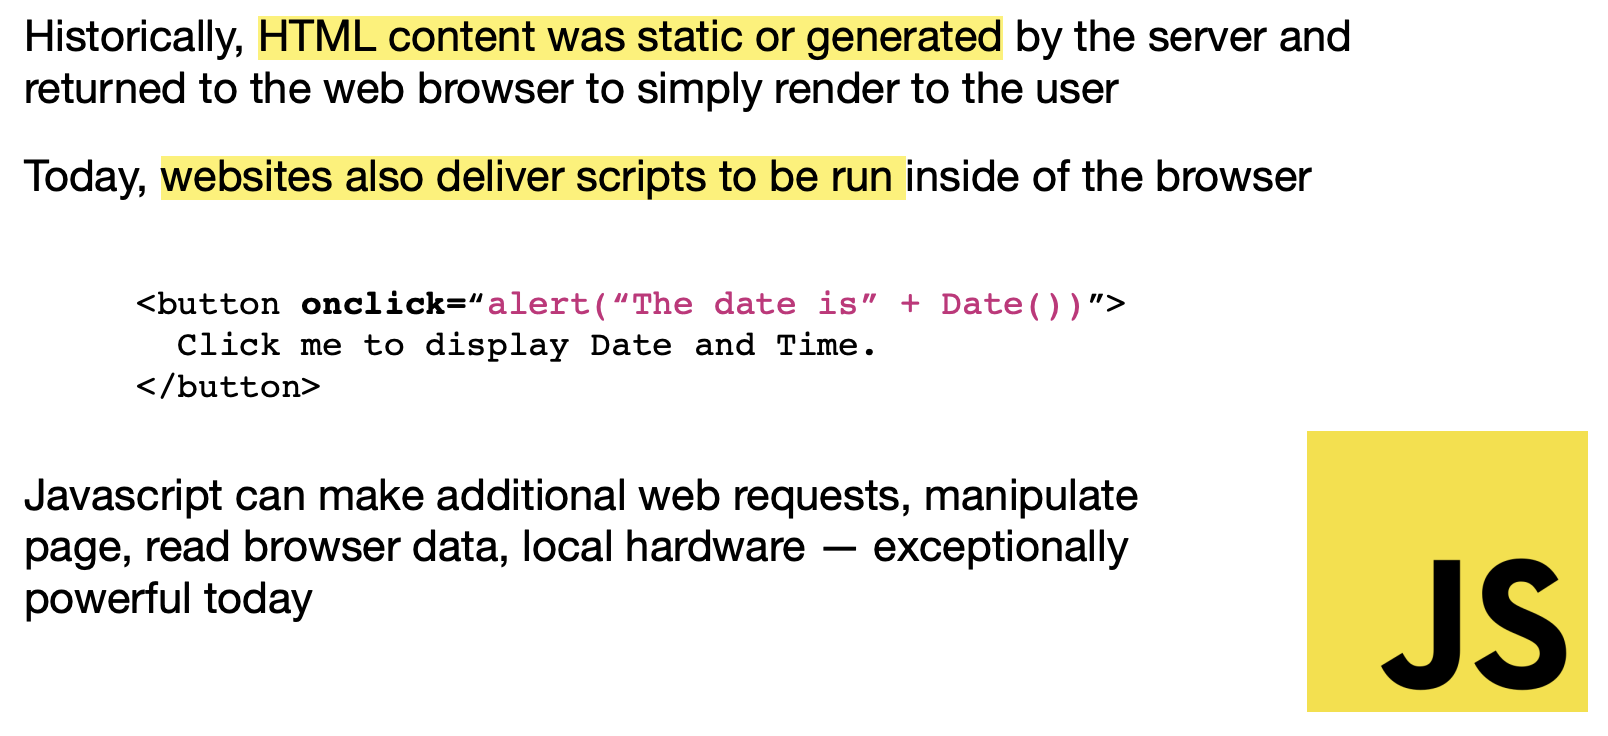 Historically, HTML content was static or generated by the server and
returned to the web browser to simply render to the user
Today, websites also deliver scripts to be run inside of the browser
<button onclick=“alert(“The date is” + Date())”>
Click me to display Date and Time.
</button>
Javascript can make additional web requests, manipulate
page, read browser data, local hardware — exceptionally
powerful today
JS